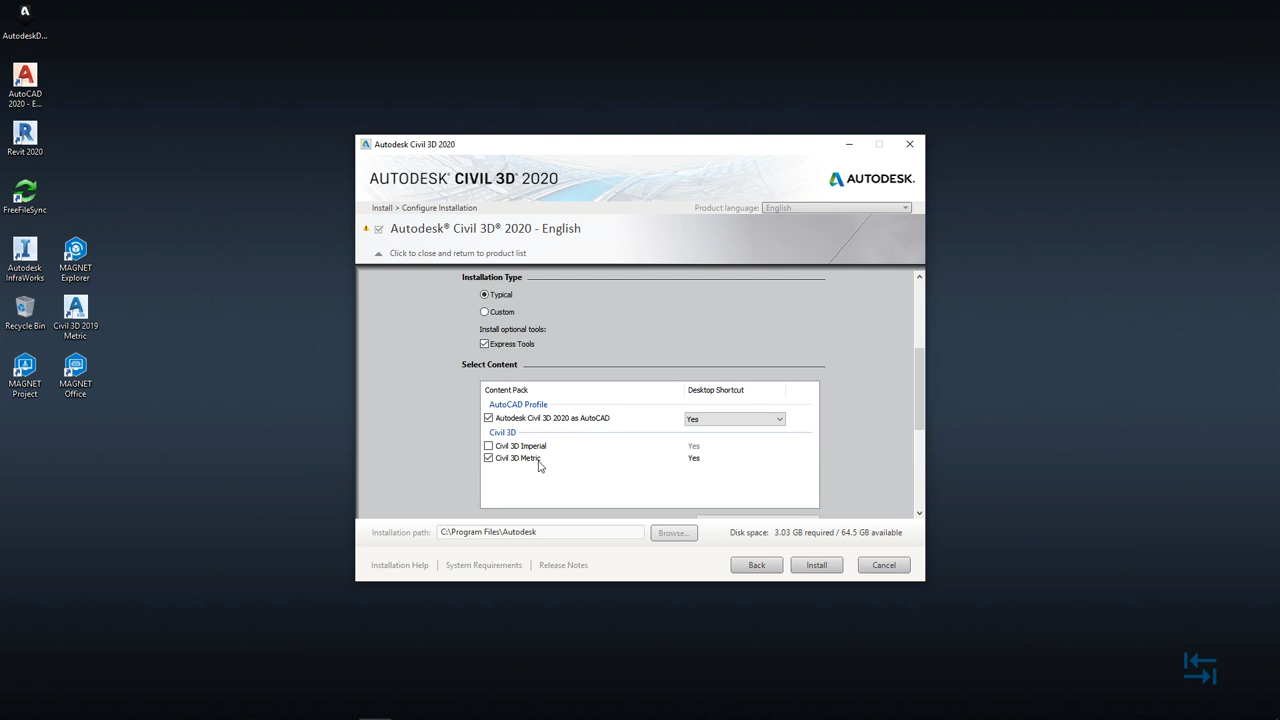 AutodeskD...
AutoCAD
2020 - E...
Revit 2020
FreeFileSync
Autodesk
InfraWorks
MAGNET
Explorer
Recycle Bin
Civil 3D 2019
Metric
MAGNET
Project
MAGNET
Office
Autodesk Civil 3D 2020
AUTODESK® CIVIL 3D® 2020
AUTODESK.
Install > Configure Installation
Product language: English
Autodesk® Civil 3D® 2020 - English
Click to close and return to product list
Installation Type
Typical
Custom
Install optional tools:
Express Tools
Select Content
Content Pack Desktop Shortcut
AutoCAD Profile
Autodesk Civil 3D 2020 as AutoCAD Yes
Civil 3D
Civil 3D Imperial Yes
Civil 3D Metric Yes
Installation path: C:\Program Files\Autodesk Browse... Disk space: 3.03 GB required / 64.5 GB available
Installation Help System Requirements Release Notes Back Install Cancel